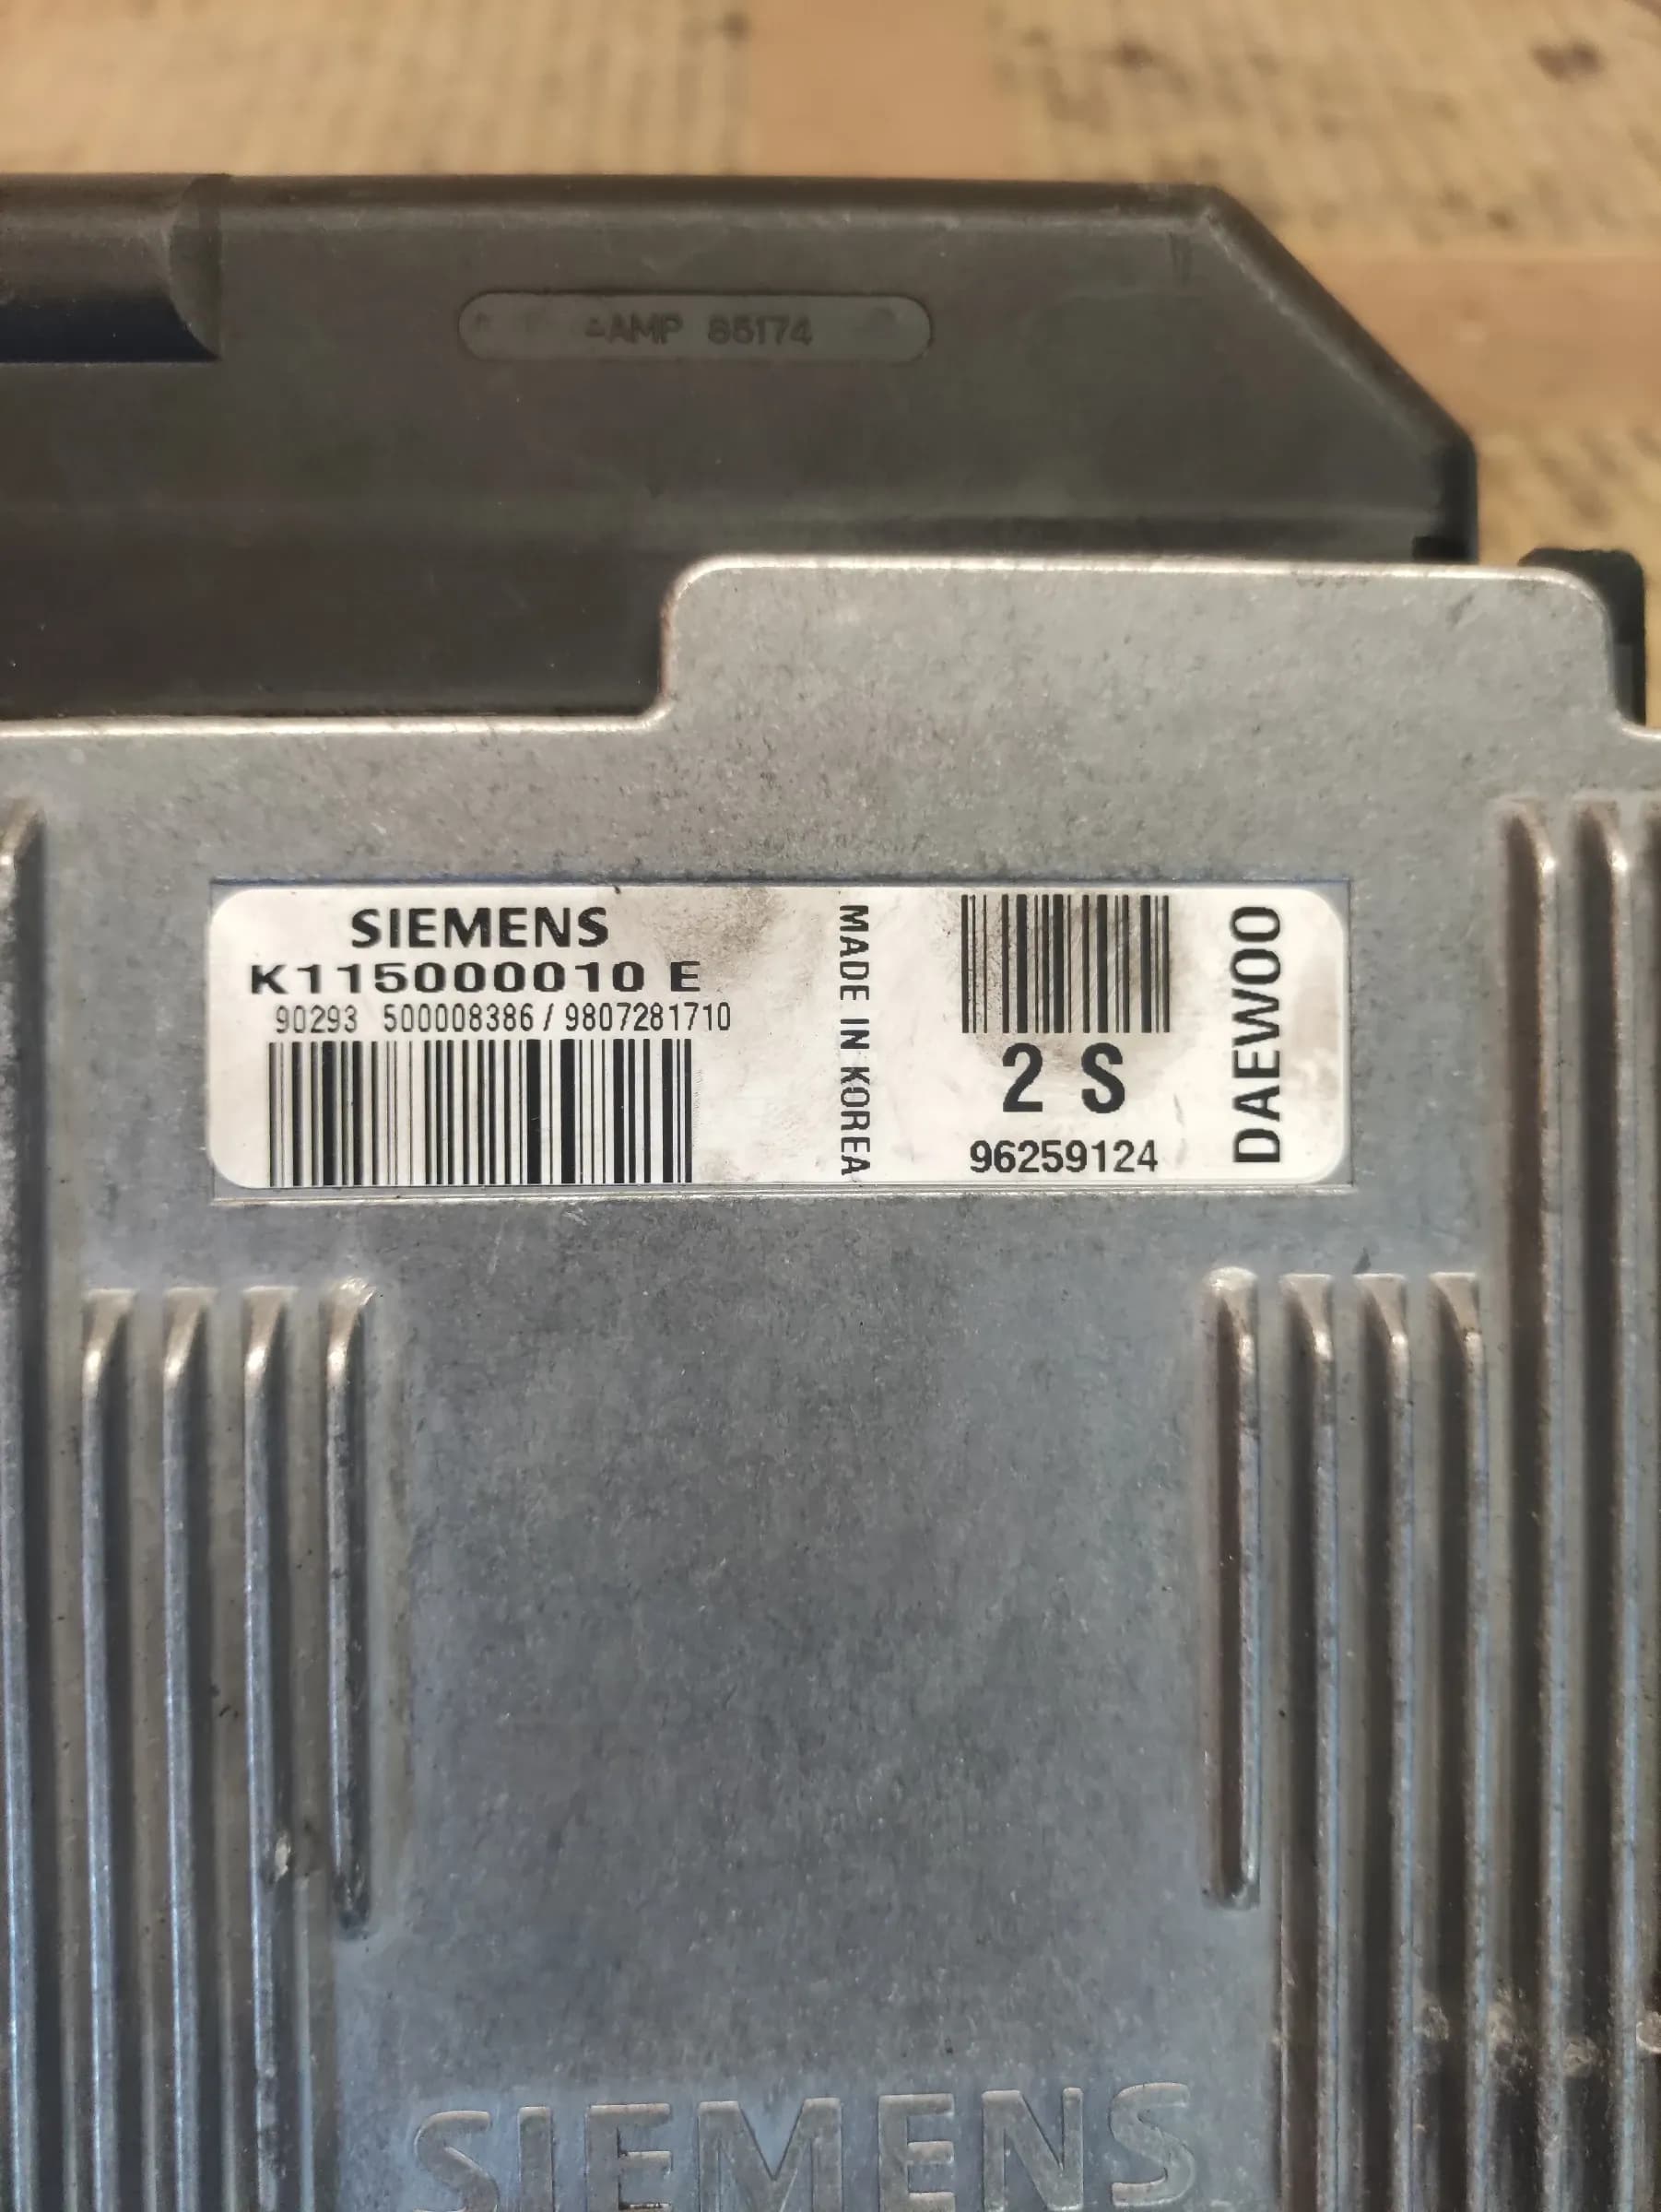 AMP 85174
SIEMENS
K115000010 E
90293 500008386 / 9807281710
MADE IN KOREA
2 S
96259124
DAEWOO
SIEMENS